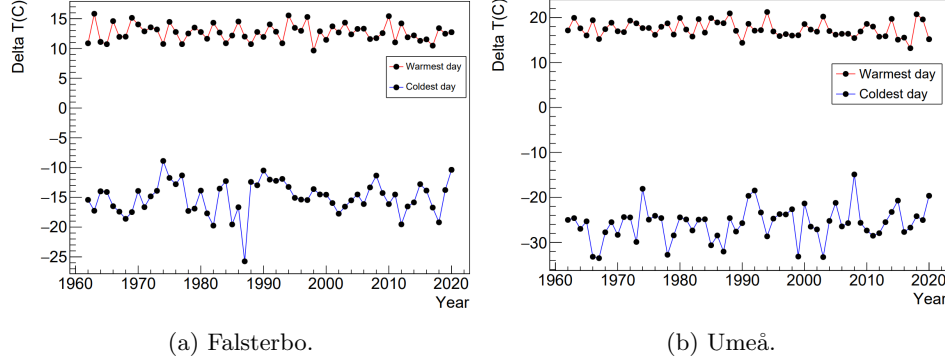 Delta T(C)
15
10
5
0
−5
−10
−15
−20
−25
Warmest day
Coldest day
1960 1970 1980 1990 2000 2010 2020
Year
(a) Falsterbo.
Delta T(C)
20
10
0
−10
−20
−30
Warmest day
Coldest day
1960 1970 1980 1990 2000 2010 2020
Year
(b) Umeå.